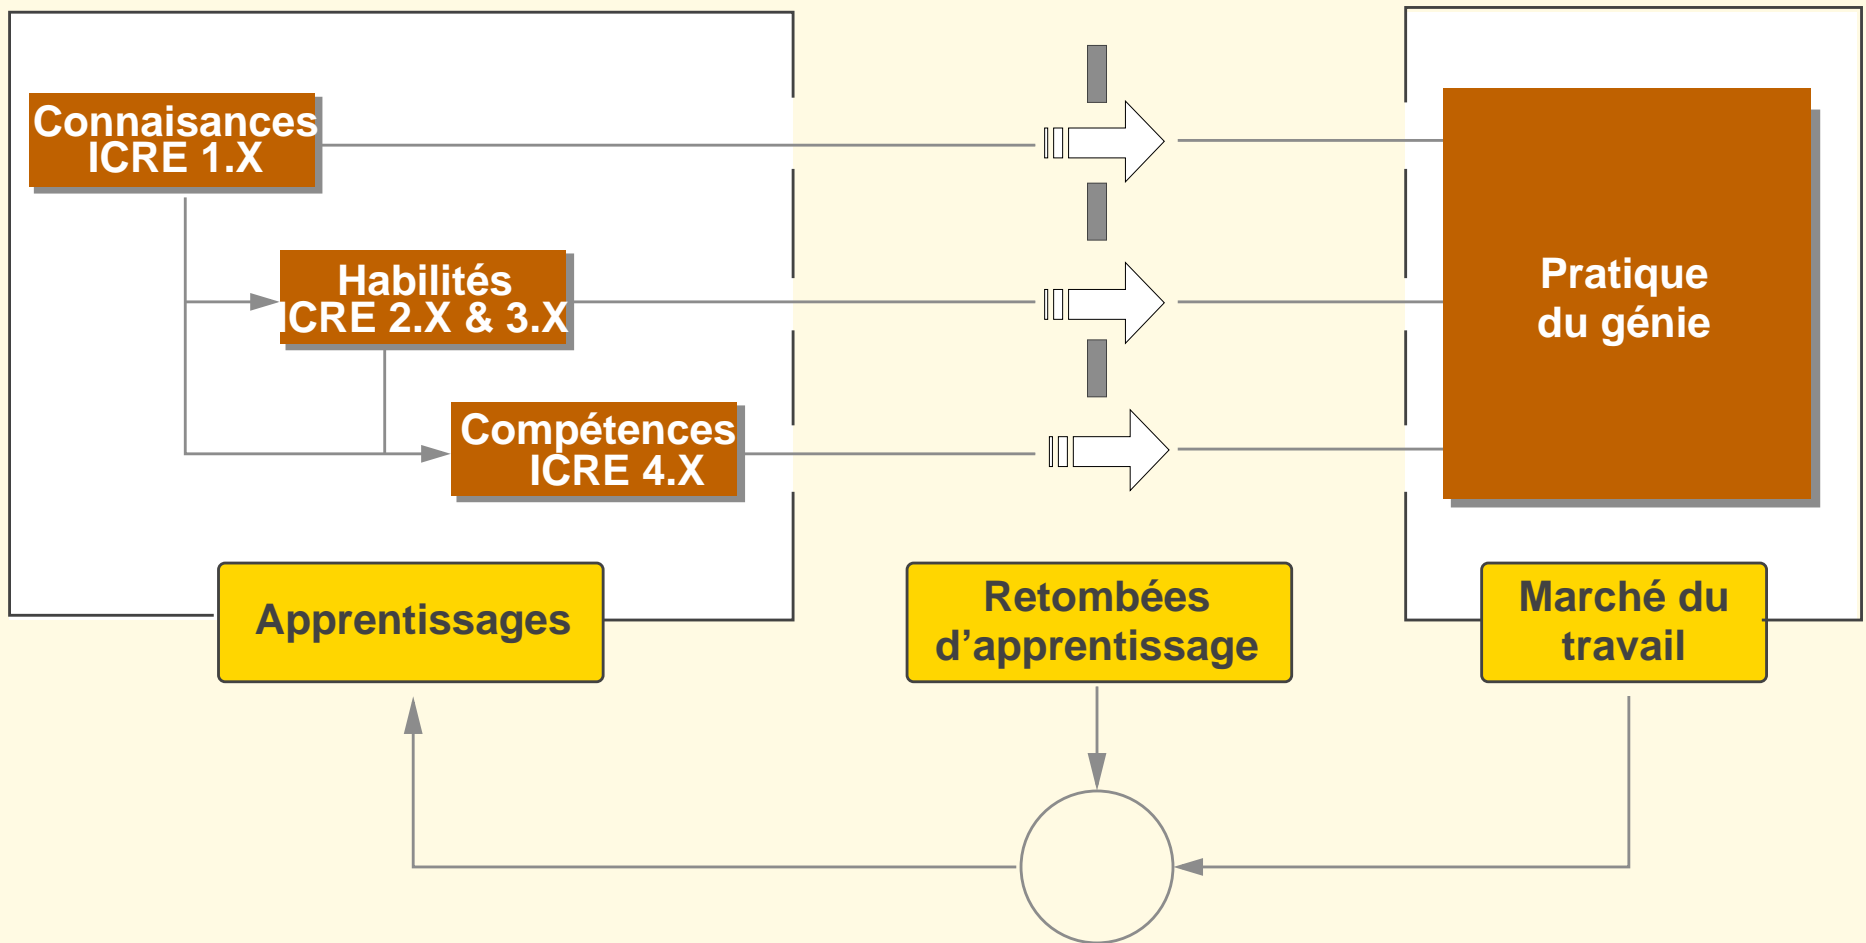 Connaisances
ICRE 1.X
Habilités
ICRE 2.X & 3.X
Compétences
ICRE 4.X
Pratique
du génie
Apprentissages
Retombées
d’apprentissage
Marché du
travail